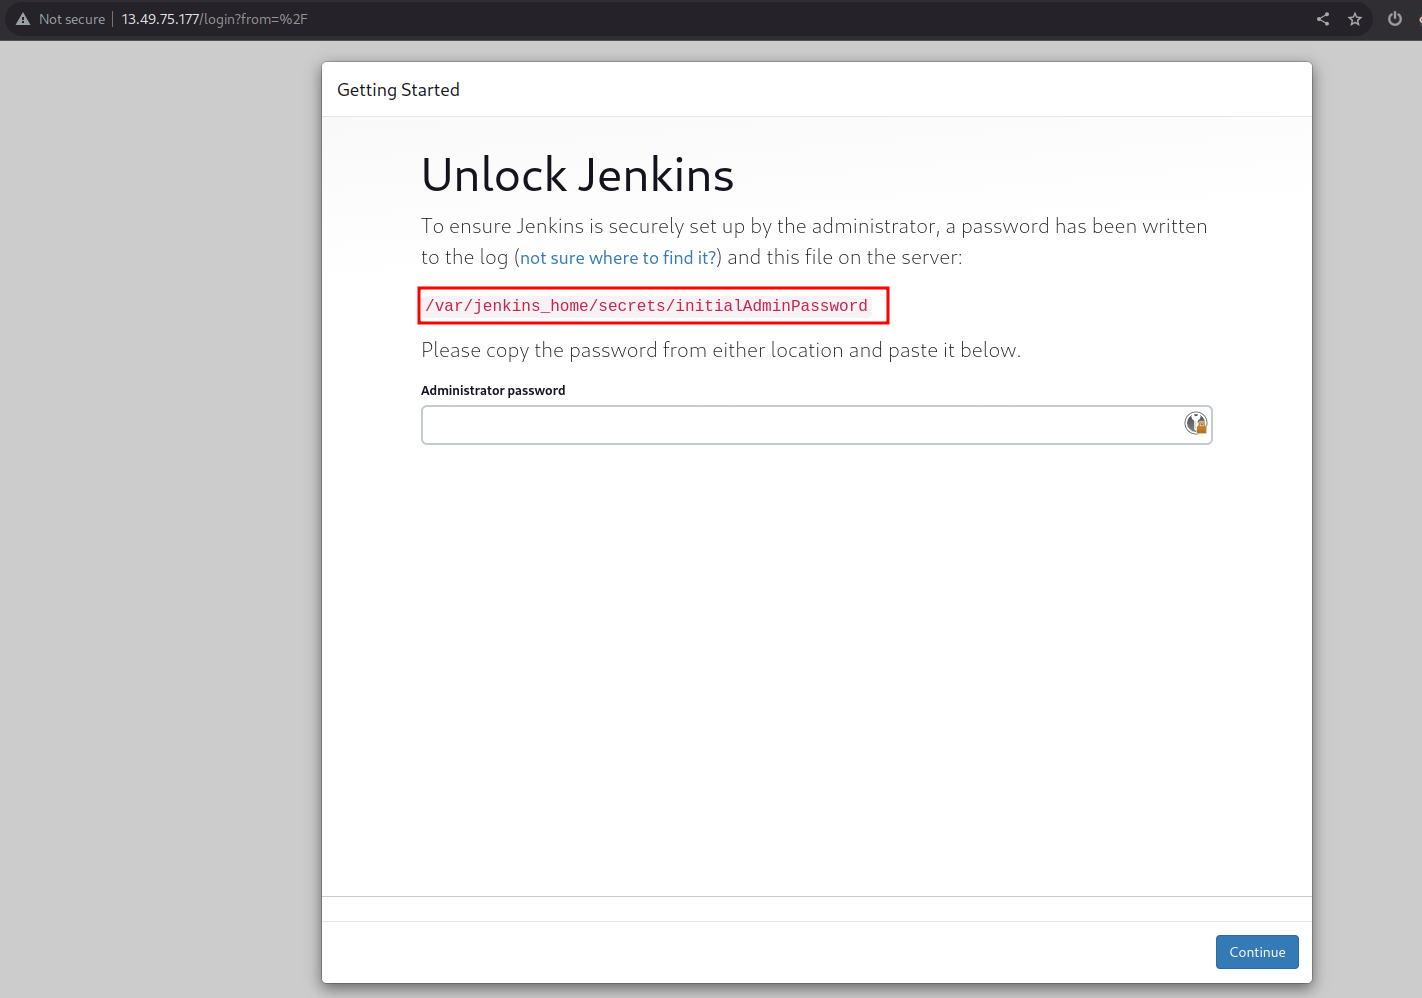 Not secure 13.49.75.177/login?from=%2F
Getting Started
Unlock Jenkins
To ensure Jenkins is securely set up by the administrator, a password has been written
to the log (not sure where to find it?) and this file on the server:
/var/jenkins_home/secrets/initialAdminPassword
Please copy the password from either location and paste it below.
Administrator password
Continue